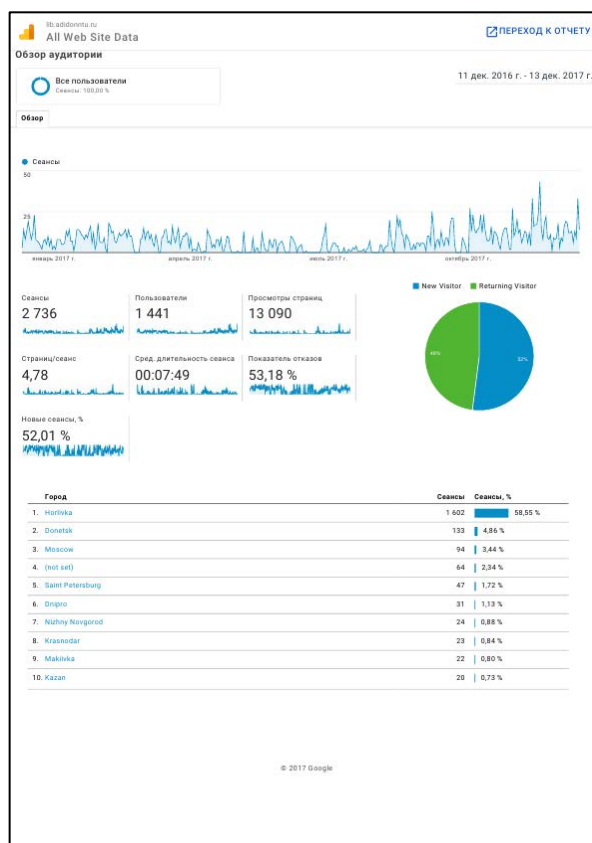 lib.adidonntu.ru
All Web Site Data
ПЕРЕХОД К ОТЧЕТУ
Обзор аудитории
11 дек. 2016 г. - 13 дек. 2017 г.
Все пользователи
Сеансы: 100,00 %
Обзор
Сеансы
50
25
январь 2017 г.
апрель 2017 г.
июль 2017 г.
октябрь 2017 г.
Сеансы
2 736
Пользователи
1 441
Просмотры страниц
13 090
New Visitor Returning Visitor
48%
52%
Страниц/сеанс
4,78
Сред. длительность сеанса
00:07:49
Показатель отказов
53,18 %
Новые сеансы, %
52,01 %
Город Сеансы Сеансы, %
1. Horlivka 1 602 58,55 %
2. Donetsk 133 4,86 %
3. Moscow 94 3,44 %
4. (not set) 64 2,34 %
5. Saint Petersburg 47 1,72 %
6. Dnipro 31 1,13 %
7. Nizhny Novgorod 24 0,88 %
8. Krasnodar 23 0,84 %
9. Makiivka 22 0,80 %
10. Kazan 20 0,73 %
© 2017 Google